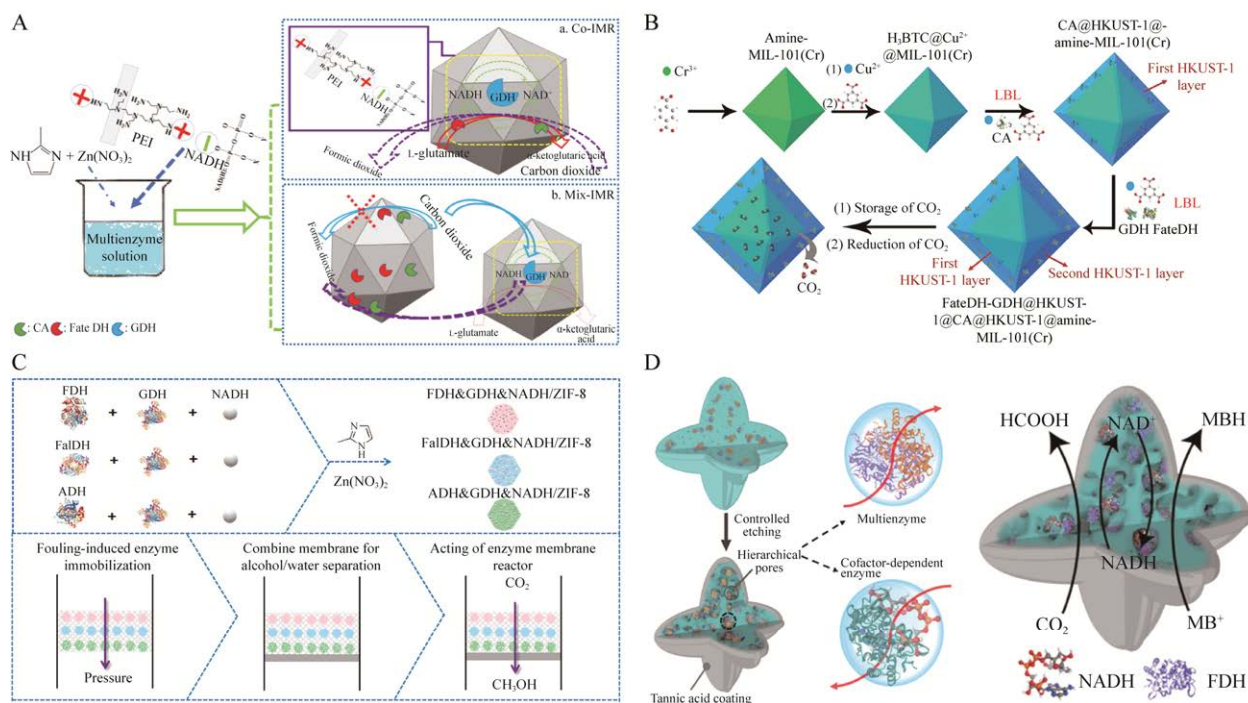 A
H₂N
NH₂
HN
PEI
NADH
NH
N
+ Zn(NO₃)₂
Multienzyme
solution
: CA
: Fate DH
: GDH
a. Co-IMR
PEI
NADH
NADH
GDH
NAD⁺
L-glutamate
α-ketoglutaric acid
Formic dioxide
Carbon dioxide
b. Mix-IMR
Carbon dioxide
Formic dioxide
NADH
GDH
NAD
L-glutamate
α-ketoglutaric
acid
B
Cr³⁺
Amine-
MIL-101(Cr)
(1)
Cu²⁺
(2)
H₃BTC@Cu²⁺
@MIL-101(Cr)
LBL
CA
CA@HKUST-1@-
amine-MIL-101(Cr)
First HKUST-1
layer
LBL
GDH FateDH
First
HKUST-1 layer
Second HKUST-1 layer
FateDH-GDH@HKUST-
1@CA@HKUST-1@amine-
MIL-101(Cr)
(1) Storage of CO₂
(2) Reduction of CO₂
CO₂
C
FDH
+
GDH
+
NADH
FalDH
+
+
ADH
+
+
N
N
H
Zn(NO₃)₂
FDH&GDH&NADH/ZIF-8
FalDH&GDH&NADH/ZIF-8
ADH&GDH&NADH/ZIF-8
Fouling-induced enzyme
immobilization
Pressure
Combine membrane for
alcohol/water separation
Acting of enzyme membrane
reactor
CO₂
CH₃OH
D
Controlled
etching
Hierarchical
pores
Tannic acid coating
Multienzyme
Cofactor-dependent
enzyme
HCOOH
NAD⁺
MBH
NADH
CO₂
MB⁺
NADH
FDH